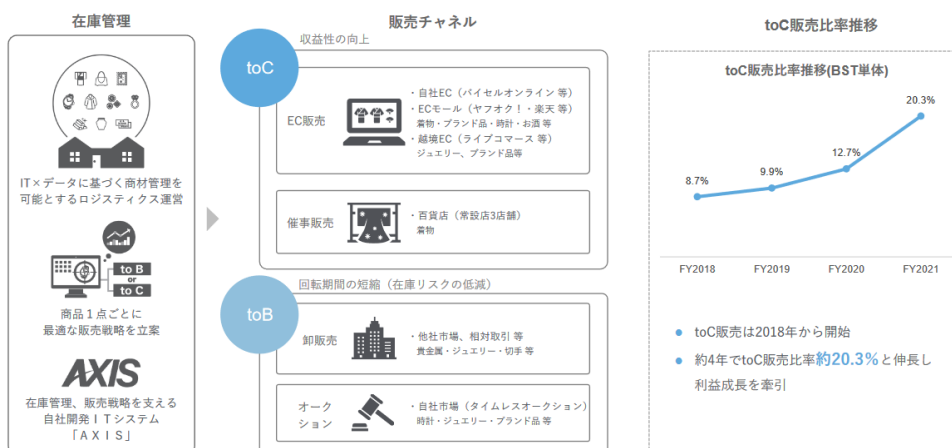 在庫管理
IT×データに基づく商材管理を
可能とするロジスティクス運営
to B
or
to C
商品１点ごとに
最適な販売戦略を立案
AXIS
在庫管理、販売戦略を支える
自社開発ＩＴシステム
「ＡＸＩＳ」
販売チャネル
toC
収益性の向上
EC販売
・自社EC（バイセルオンライン 等）
・ECモール（ヤフオク！・楽天 等）
着物・ブランド品・時計・お酒 等
・越境EC（ライブコマース 等）
ジュエリー、ブランド品等
催事販売
・百貨店（常設店3店舗）
着物
toB
回転期間の短縮（在庫リスクの低減）
卸販売
・他社市場、相対取引 等
貴金属・ジュエリー・切手 等
オーク
ション
・自社市場（タイムレスオークション）
時計・ジュエリー・ブランド品 等
toC販売比率推移
toC販売比率推移(BST単体)
8.7%
9.9%
12.7%
20.3%
FY2018
FY2019
FY2020
FY2021
● toC販売は2018年から開始
● 約4年でtoC販売比率約20.3%と伸長し
利益成長を牽引